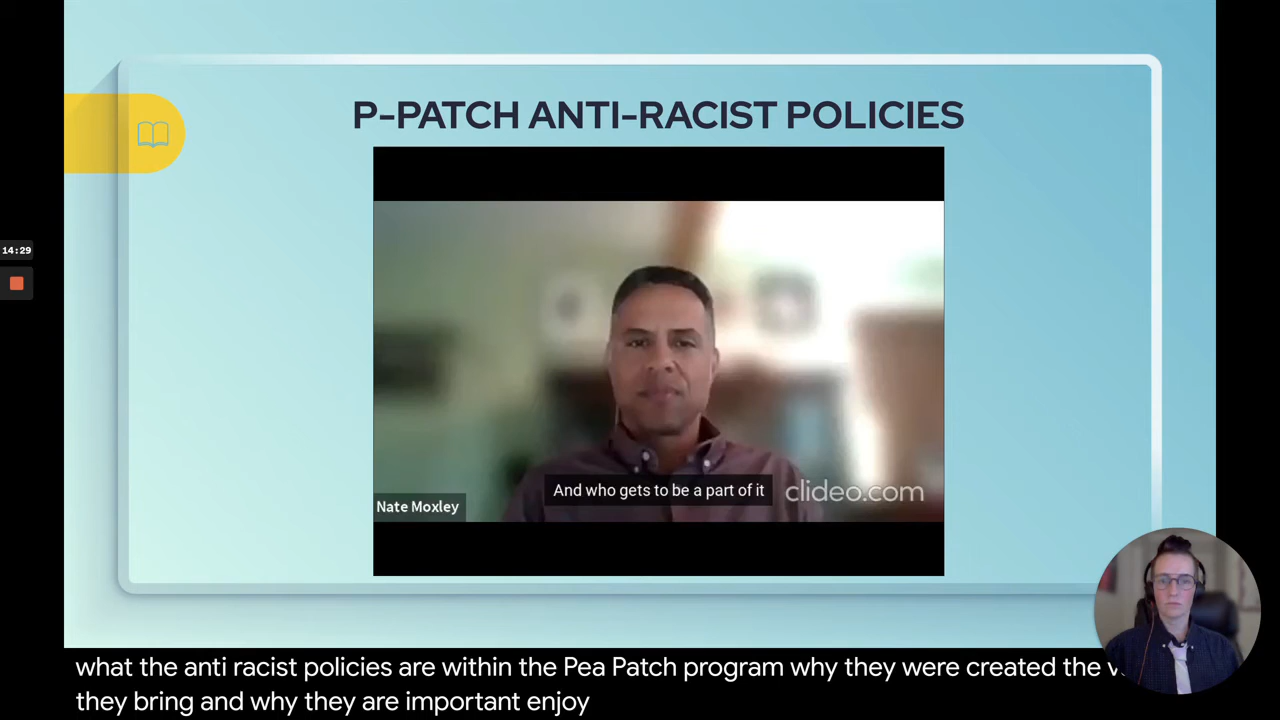 P-PATCH ANTI-RACIST POLICIES
14:29
And who gets to be a part of it
clideo.com
Nate Moxley
what the anti racist policies are within the Pea Patch program why they were created the
they bring and why they are important enjoy